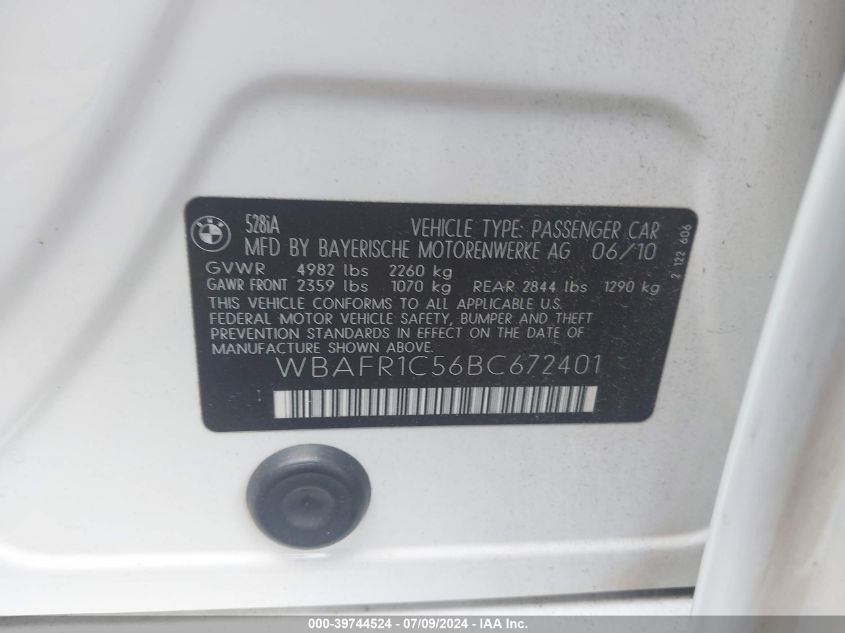 BMW
528iA
VEHICLE TYPE: PASSENGER CAR
MFD BY BAYERISCHE MOTORENWERKE AG 06/10
GVWR 4982 lbs 2260 kg
GAWR FRONT 2359 lbs 1070 kg REAR 2844 lbs 1290 kg
THIS VEHICLE CONFORMS TO ALL APPLICABLE U.S.
FEDERAL MOTOR VEHICLE SAFETY, BUMPER AND THEFT
PREVENTION STANDARDS IN EFFECT ON THE DATE OF
MANUFACTURE SHOWN ABOVE.
WBAFR1C56BC672401
2 122 606
000-39744524 / 07/09/2024 - IAA Inc.